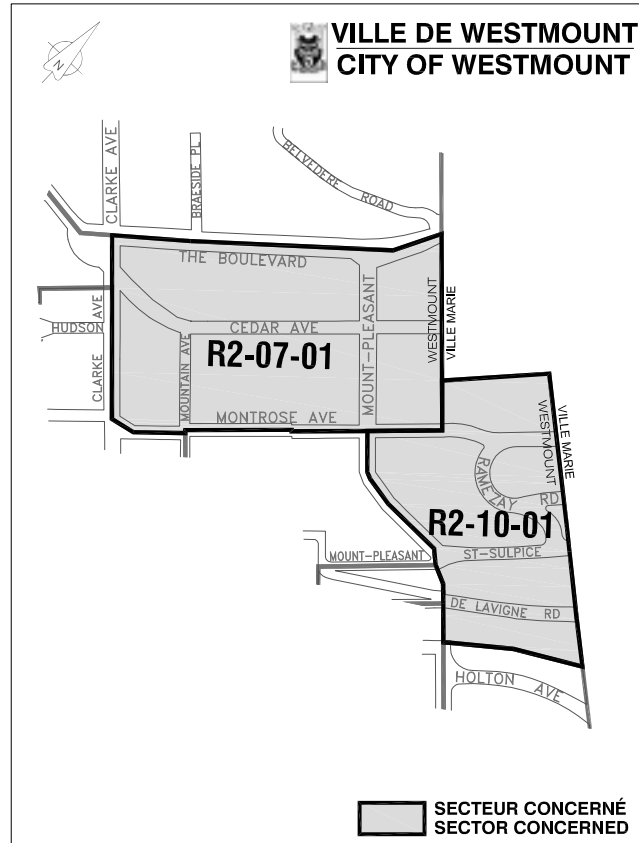 N
VILLE DE WESTMOUNT
CITY OF WESTMOUNT
CLARKE AVE
BRAESIDE PL
BELVEDERE ROAD
THE BOULEVARD
MOUNT-PLEASANT
WESTMOUNT
VILLE MARIE
HUDSON
CLARKE AVE
CEDAR AVE
MOUNTAIN AVE
R2-07-01
MONTROSE AVE
WESTMOUNT
VILLE MARIE
RAMEZAY RD
R2-10-01
MOUNT-PLEASANT
ST-SULPICE
DE LAVIGNE RD
HOLTON AVE
SECTEUR CONCERNÉ
SECTOR CONCERNED